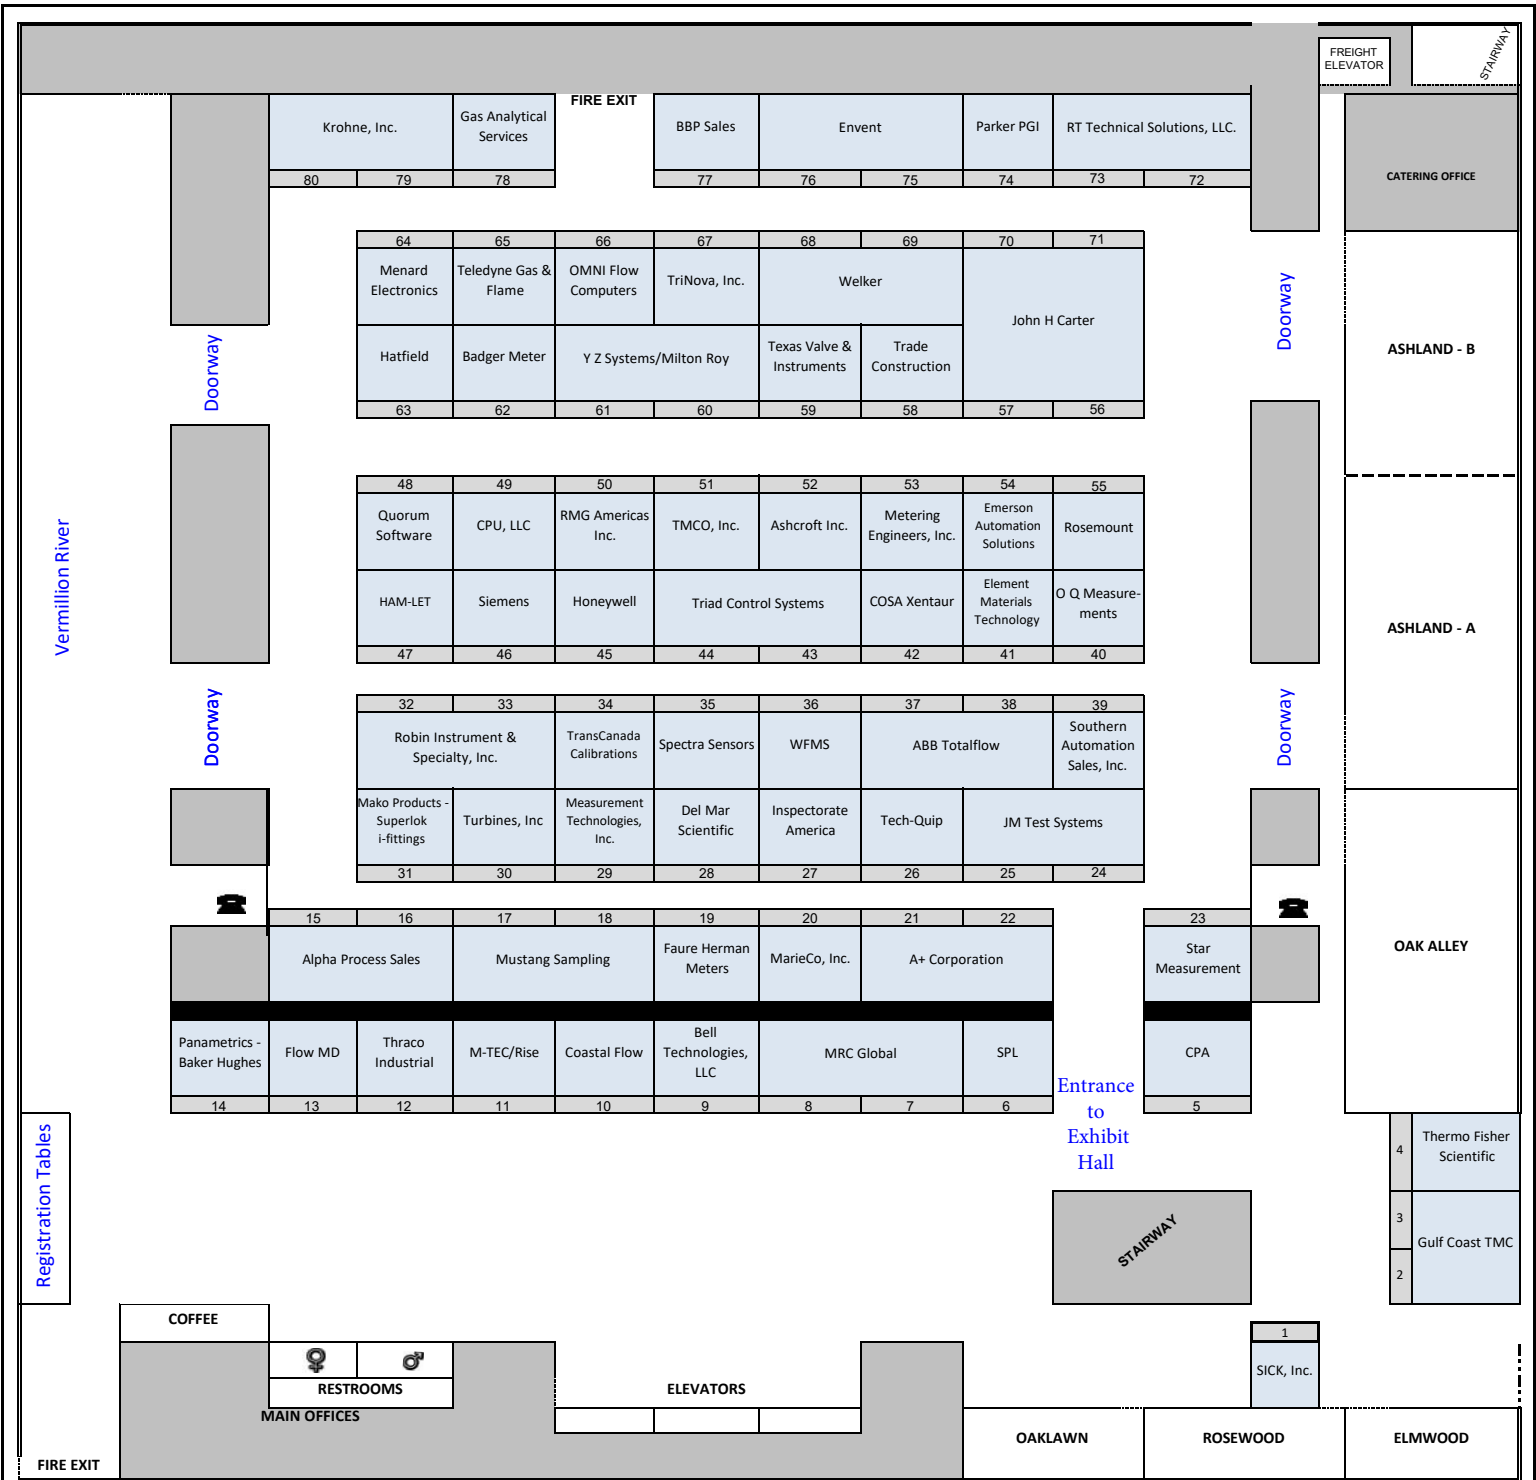 FREIGHT
ELEVATOR
STAIRWAY
FIRE EXIT
Krohne, Inc.
Gas Analytical
Services
BBP Sales
Envent
Parker PGI
RT Technical Solutions, LLC.
80 79 78 77 76 75 74 73 72
CATERING OFFICE
64 65 66 67 68 69 70 71
Menard
Electronics
Teledyne Gas &
Flame
OMNI Flow
Computers
TriNova, Inc.
Welker
John H Carter
Hatfield
Badger Meter
Y Z Systems/Milton Roy
Texas Valve &
Instruments
Trade
Construction
63 62 61 60 59 58 57 56
Doorway
Doorway
ASHLAND - B
48 49 50 51 52 53 54 55
Quorum
Software
CPU, LLC
RMG Americas
Inc.
TMCO, Inc.
Ashcroft Inc.
Metering
Engineers, Inc.
Emerson
Automation
Solutions
Rosemount
HAM-LET
Siemens
Honeywell
Triad Control Systems
COSA Xentaur
Element
Materials
Technology
O Q Measure-
ments
47 46 45 44 43 42 41 40
Vermillion River
ASHLAND - A
Doorway
Doorway
32 33 34 35 36 37 38 39
Robin Instrument &
Specialty, Inc.
TransCanada
Calibrations
Spectra Sensors
WFMS
ABB Totalflow
Southern
Automation
Sales, Inc.
Mako Products -
Superlok
i-fittings
Turbines, Inc
Measurement
Technologies,
Inc.
Del Mar
Scientific
Inspectorate
America
Tech-Quip
JM Test Systems
31 30 29 28 27 26 25 24
15 16 17 18 19 20 21 22 23
Alpha Process Sales
Mustang Sampling
Faure Herman
Meters
MarieCo, Inc.
A+ Corporation
Star
Measurement
OAK ALLEY
Panametrics -
Baker Hughes
Flow MD
Thraco
Industrial
M-TEC/Rise
Coastal Flow
Bell
Technologies,
LLC
MRC Global
SPL
CPA
14 13 12 11 10 9 8 7 6 5
Entrance
to
Exhibit
Hall
Registration Tables
4
Thermo Fisher
Scientific
3
Gulf Coast TMC
2
STAIRWAY
COFFEE
1
SICK, Inc.
RESTROOMS
MAIN OFFICES
ELEVATORS
OAKLAWN
ROSEWOOD
ELMWOOD
FIRE EXIT